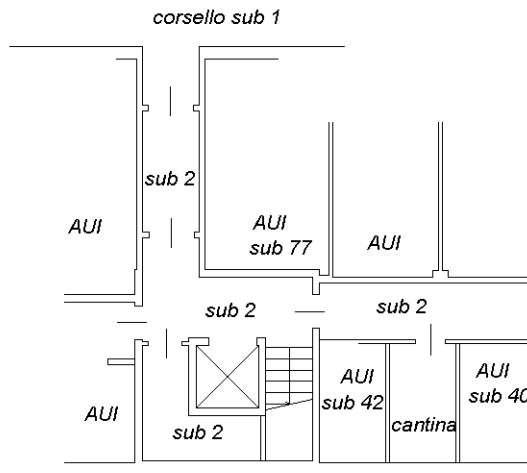 corsello sub 1
sub 2
AUI
AUI
sub 77
AUI
sub 2
sub 2
AUI
sub 42
AUI
sub 40
AUI
sub 2
cantina